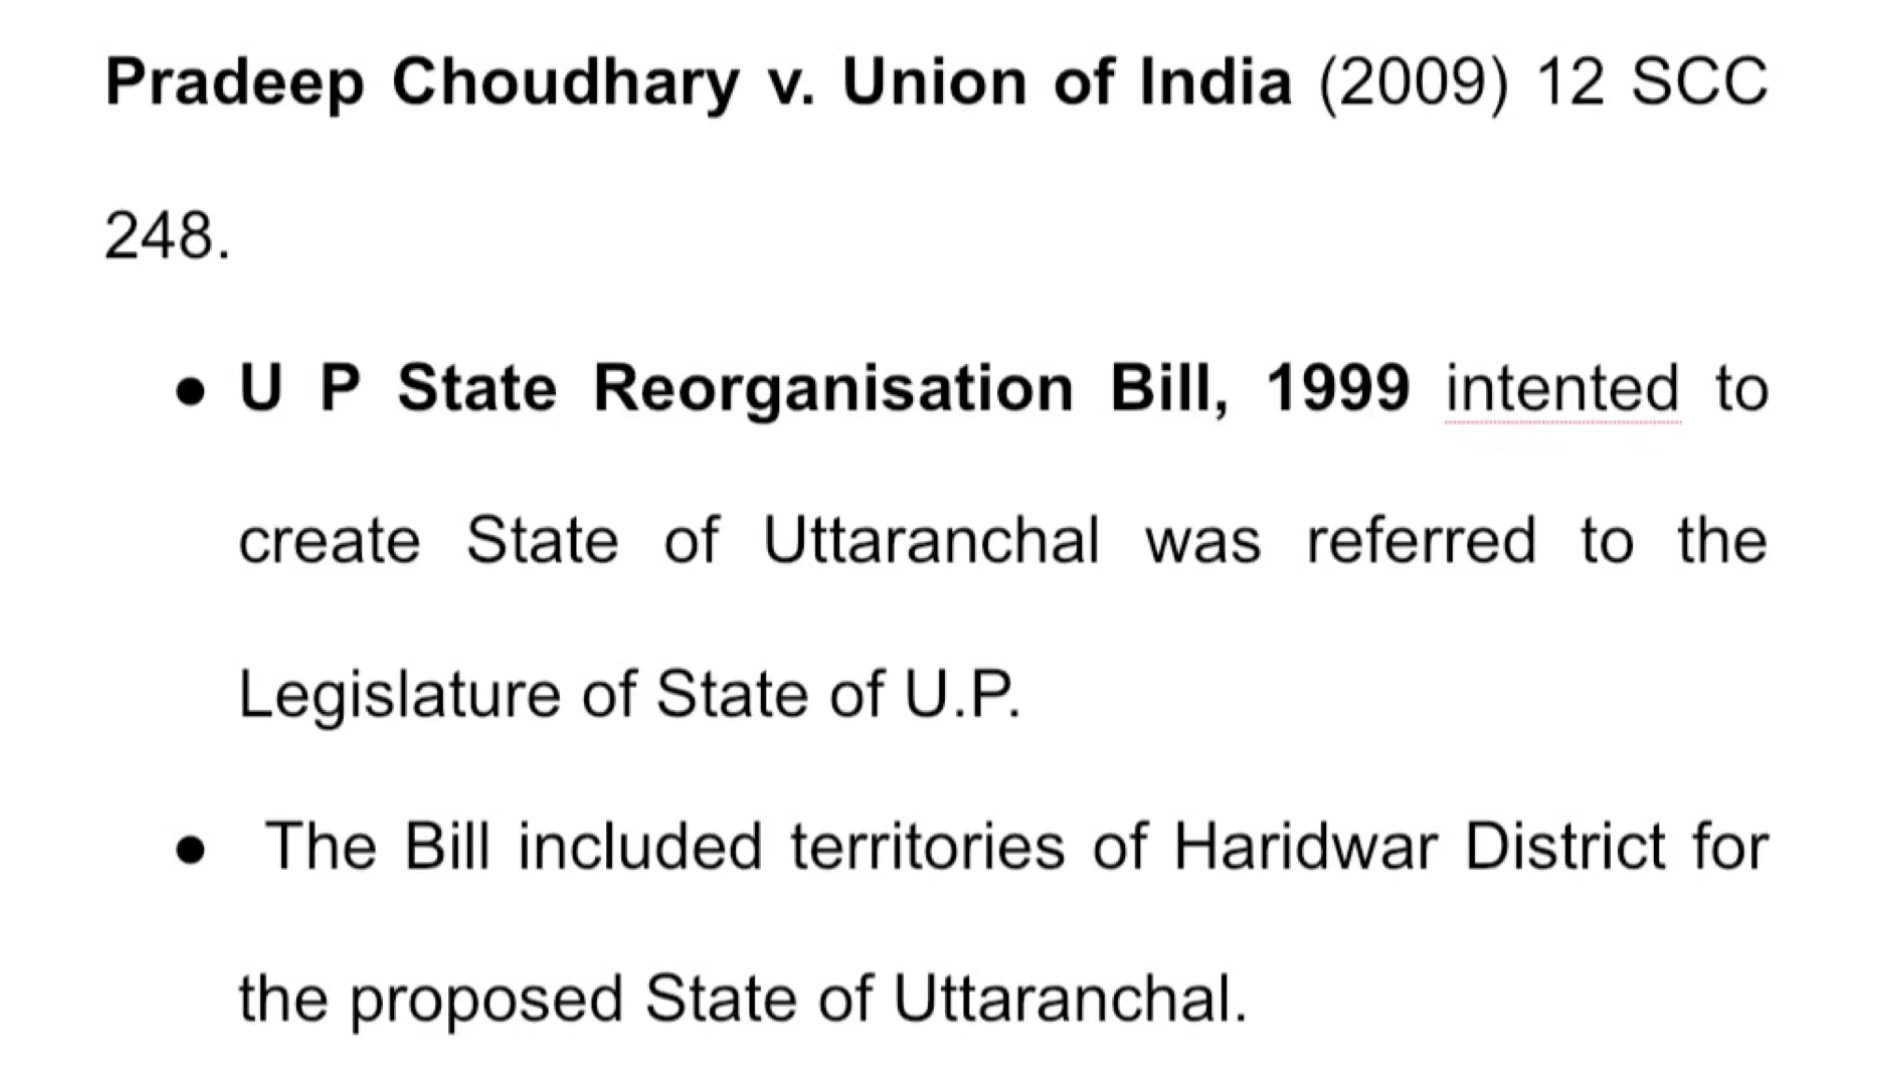 Pradeep Choudhary v. Union of India (2009) 12 SCC
248.
● U P State Reorganisation Bill, 1999 intented to
create State of Uttaranchal was referred to the
Legislature of State of U.P.
● The Bill included territories of Haridwar District for
the proposed State of Uttaranchal.